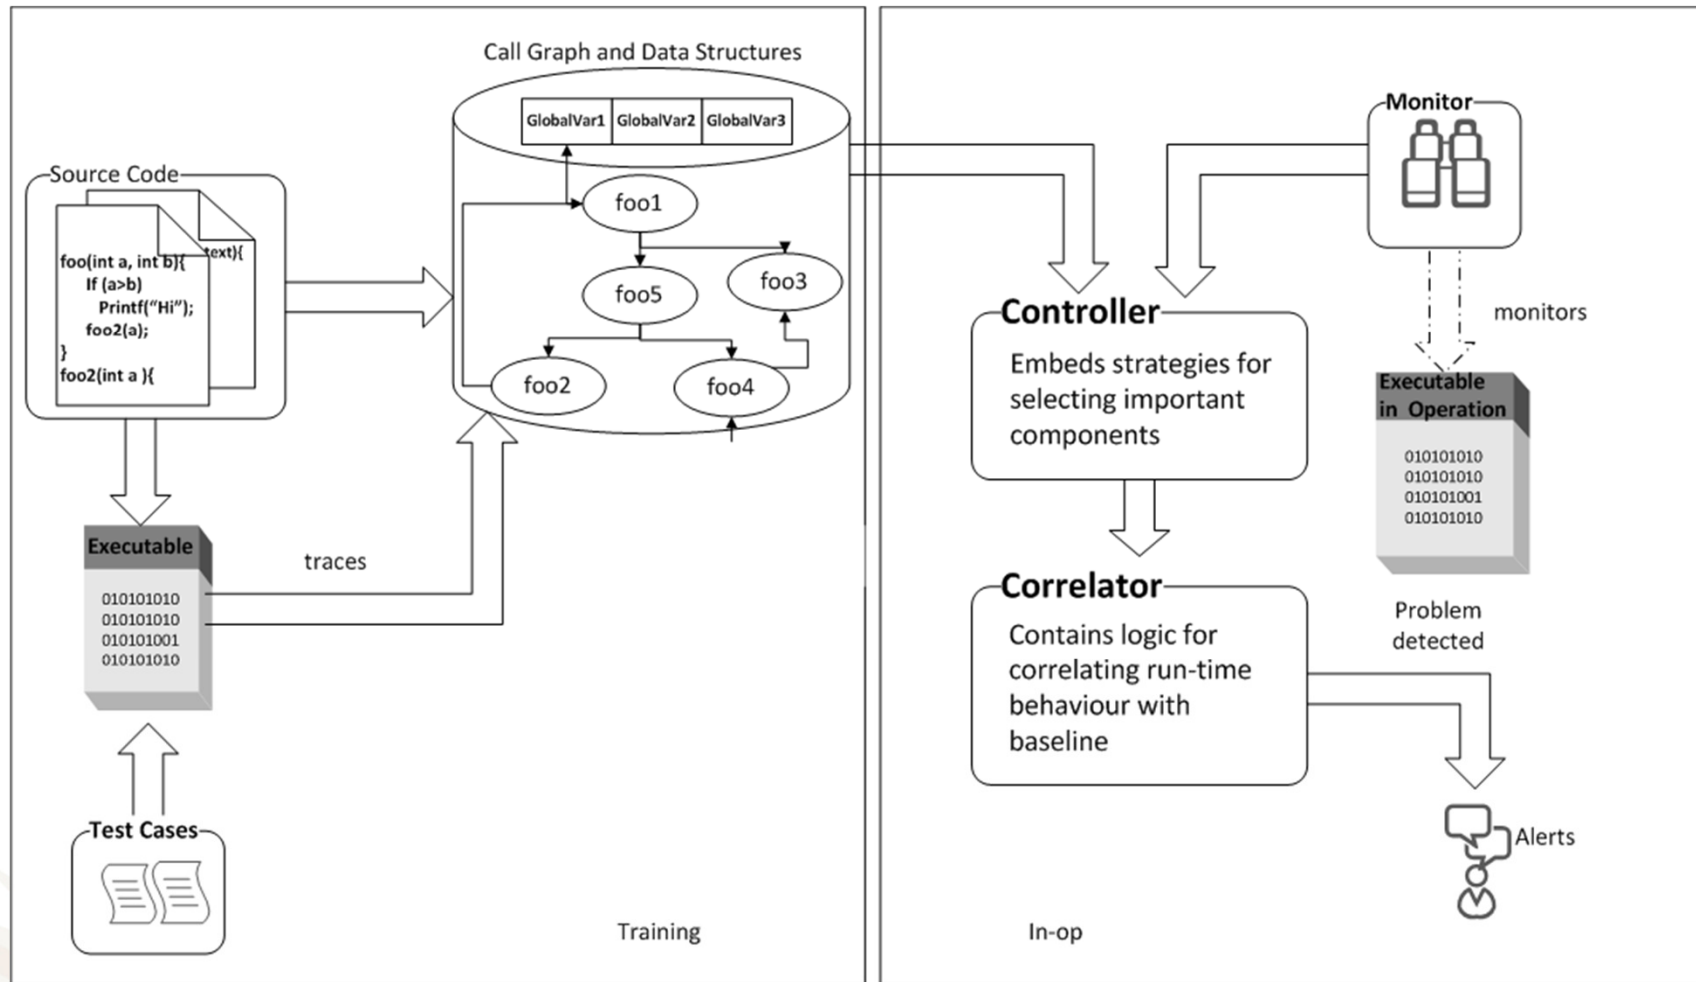 Call Graph and Data Structures
GlobalVar1 GlobalVar2 GlobalVar3
foo1
foo5
foo3
foo2
foo4
Source Code
text){
foo(int a, int b){
If (a>b)
Printf(“Hi”);
foo2(a);
}
foo2(int a ){
Executable
010101010
010101010
010101001
010101010
traces
Test Cases
Training
Monitor
monitors
Controller
Embeds strategies for
selecting important
components
Executable
in Operation
010101010
010101010
010101001
010101010
Correlator
Contains logic for
correlating run-time
behaviour with
baseline
Problem
detected
Alerts
In-op